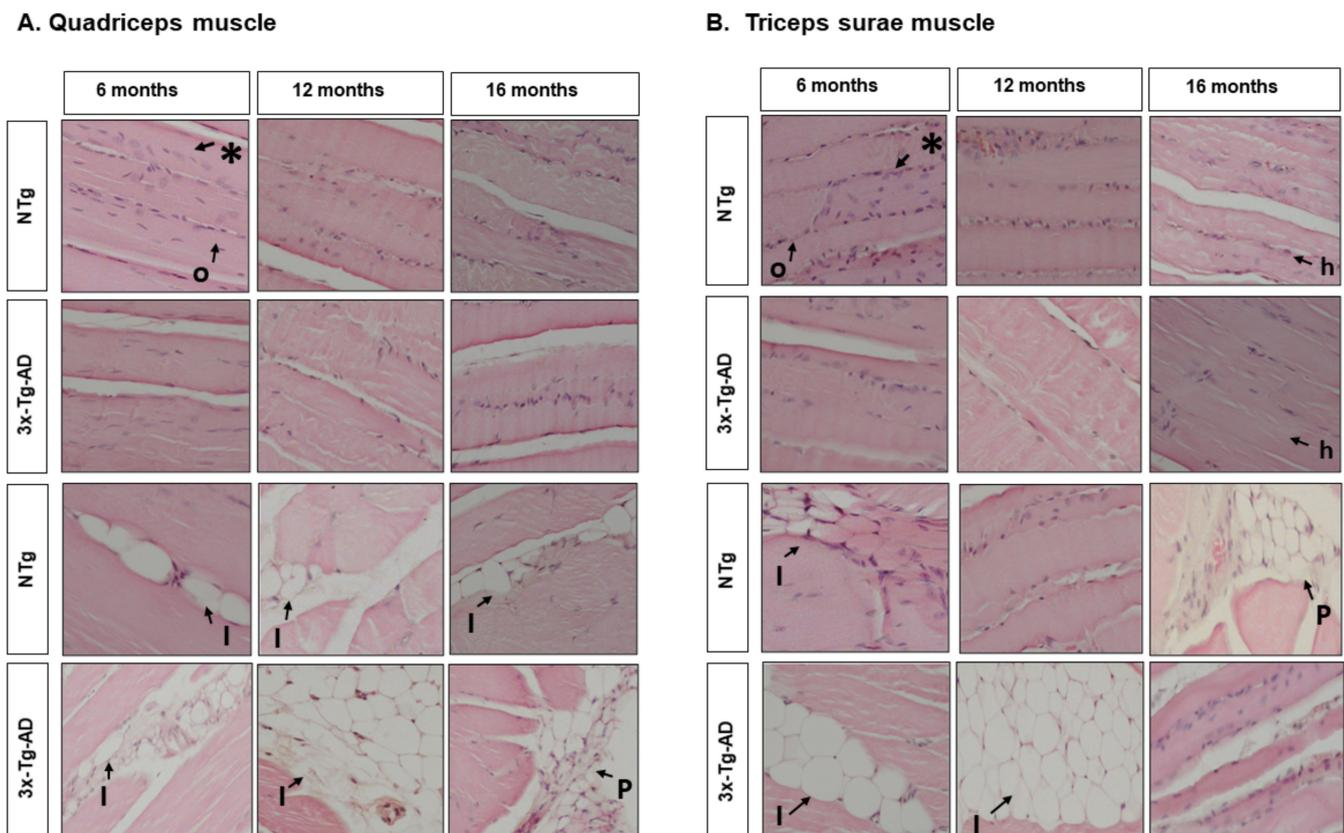 A. Quadriceps muscle
6 months
12 months
16 months
NTg
*
o
3x-Tg-AD
NTg
I
I
I
3x-Tg-AD
I
I
P
B. Triceps surae muscle
6 months
12 months
16 months
NTg
*
o
h
3x-Tg-AD
h
NTg
I
P
3x-Tg-AD
I
I